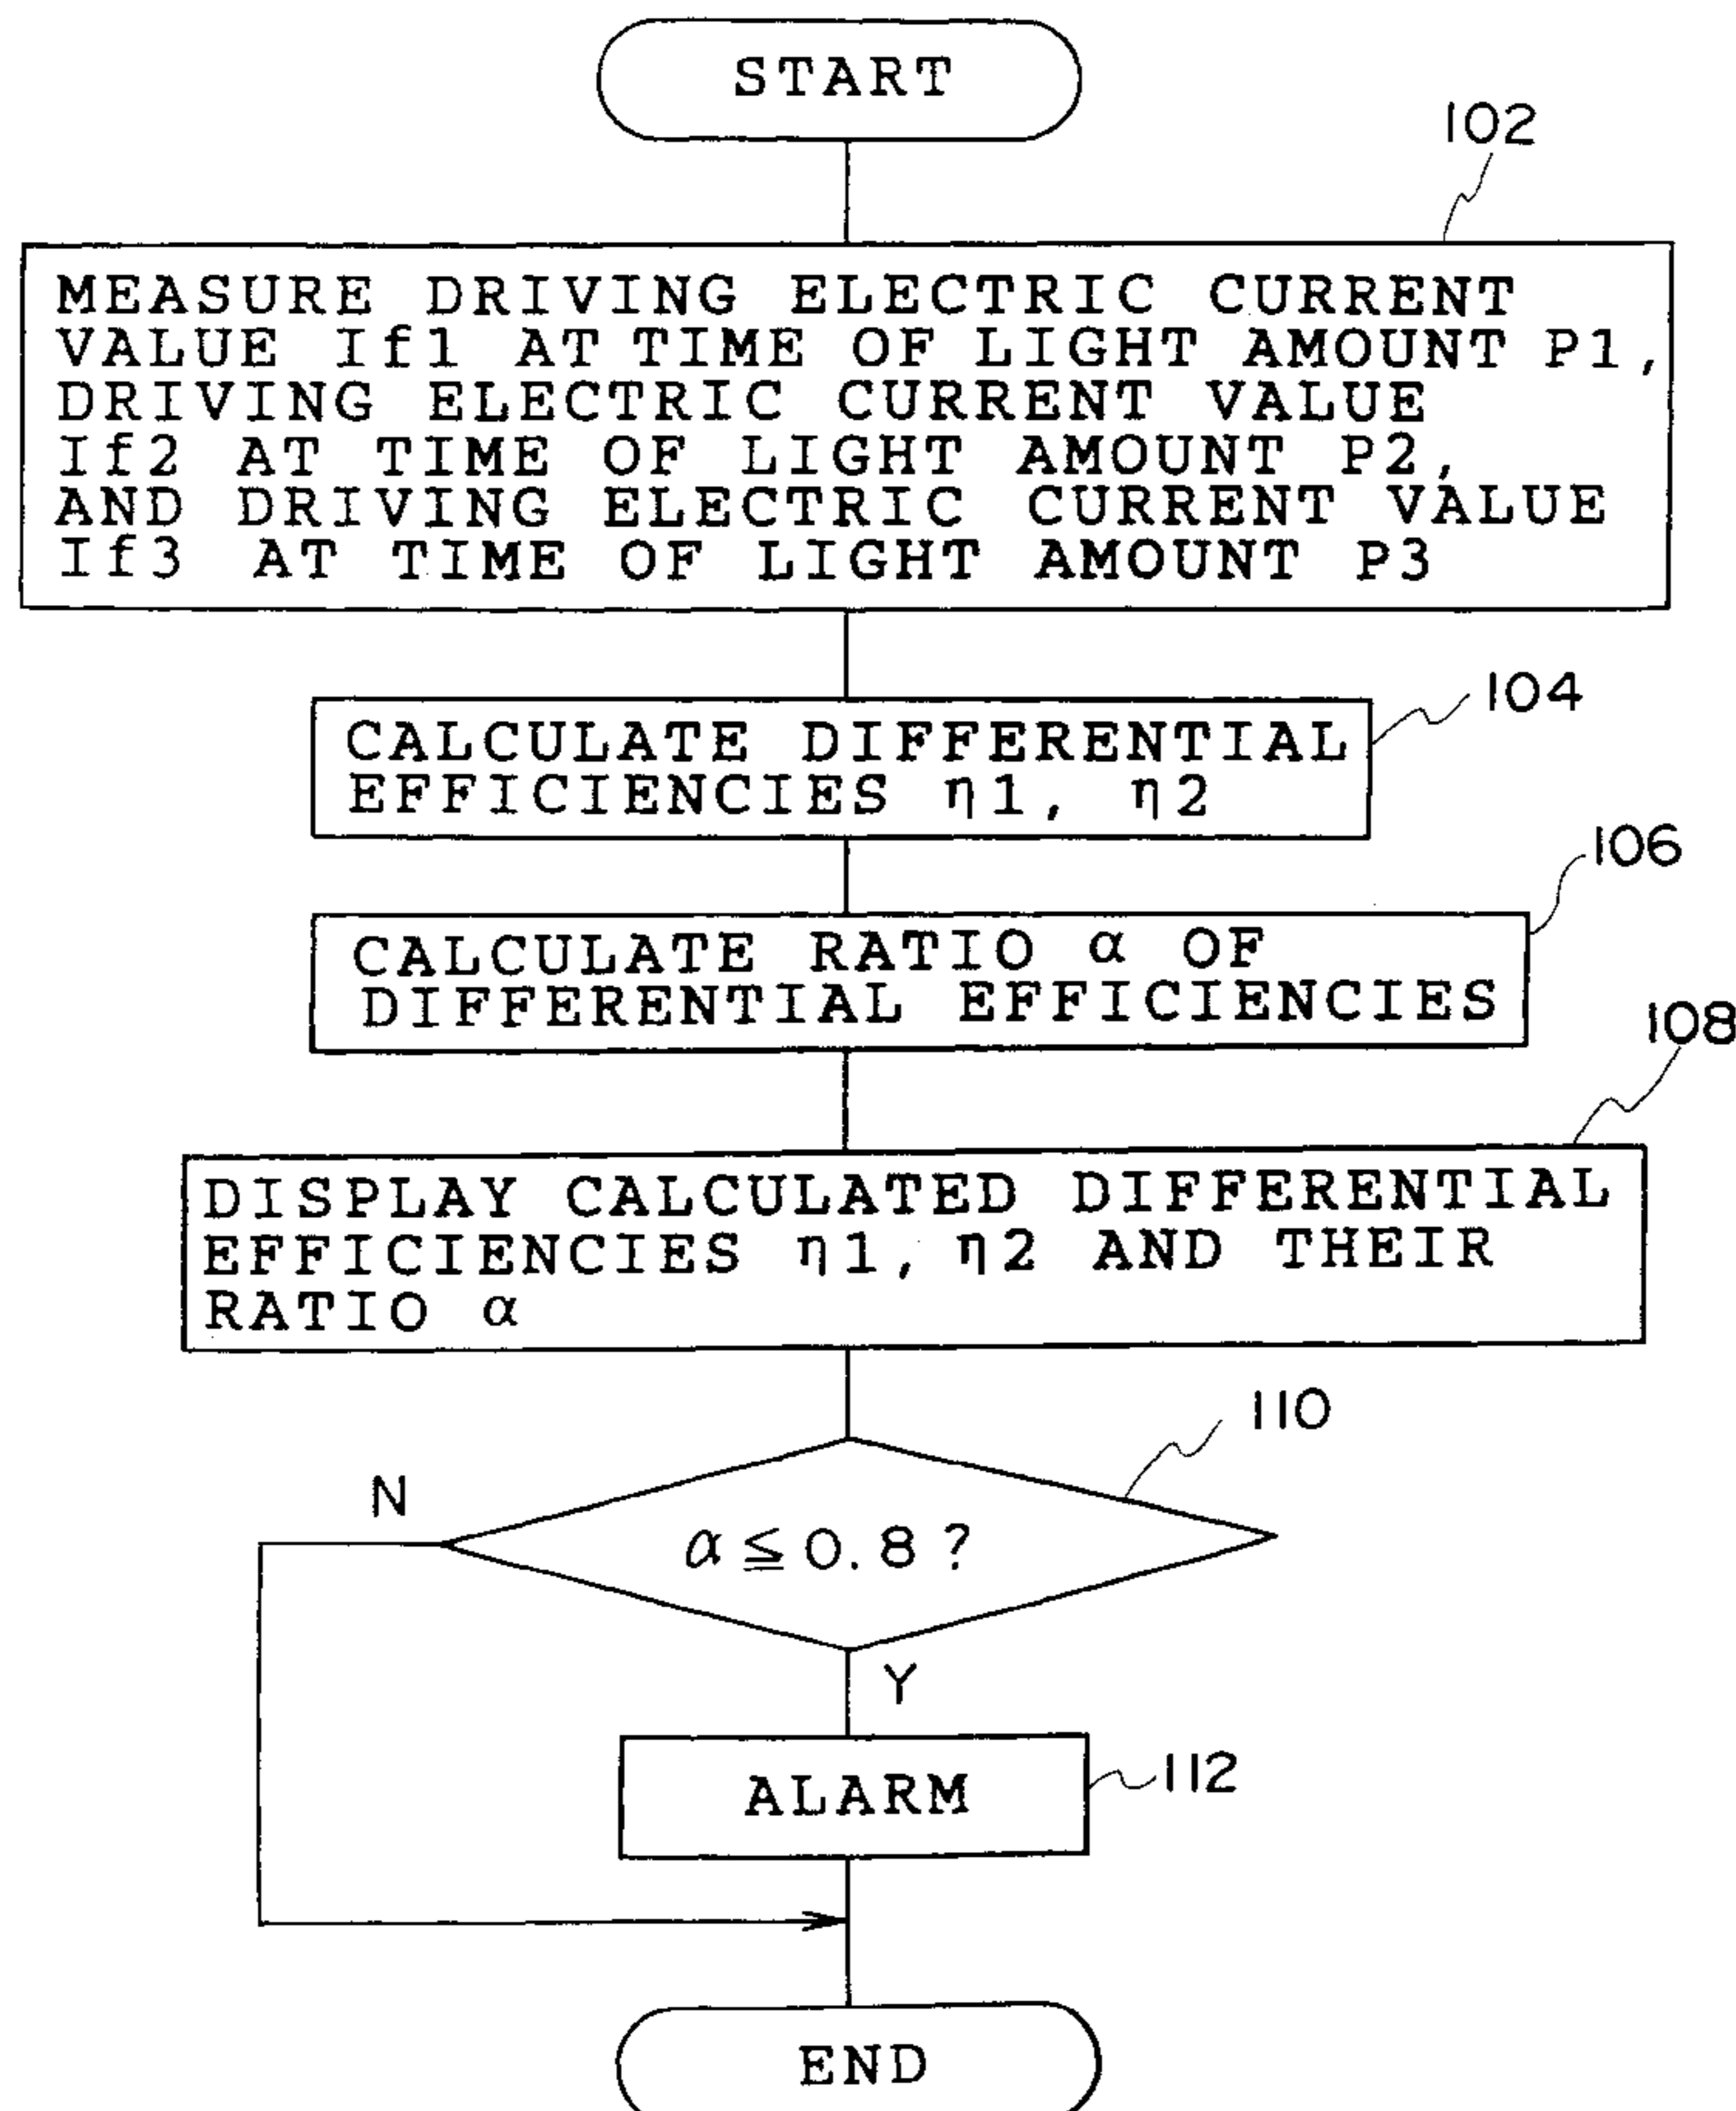 START
102
MEASURE DRIVING ELECTRIC CURRENT
VALUE If1 AT TIME OF LIGHT AMOUNT P1,
DRIVING ELECTRIC CURRENT VALUE
If2 AT TIME OF LIGHT AMOUNT P2,
AND DRIVING ELECTRIC CURRENT VALUE
If3 AT TIME OF LIGHT AMOUNT P3
104
CALCULATE DIFFERENTIAL
EFFICIENCIES η1, η2
106
CALCULATE RATIO α OF
DIFFERENTIAL EFFICIENCIES
108
DISPLAY CALCULATED DIFFERENTIAL
EFFICIENCIES η1, η2 AND THEIR
RATIO α
110
N
α ≦ 0.8 ?
Y
ALARM
112
END